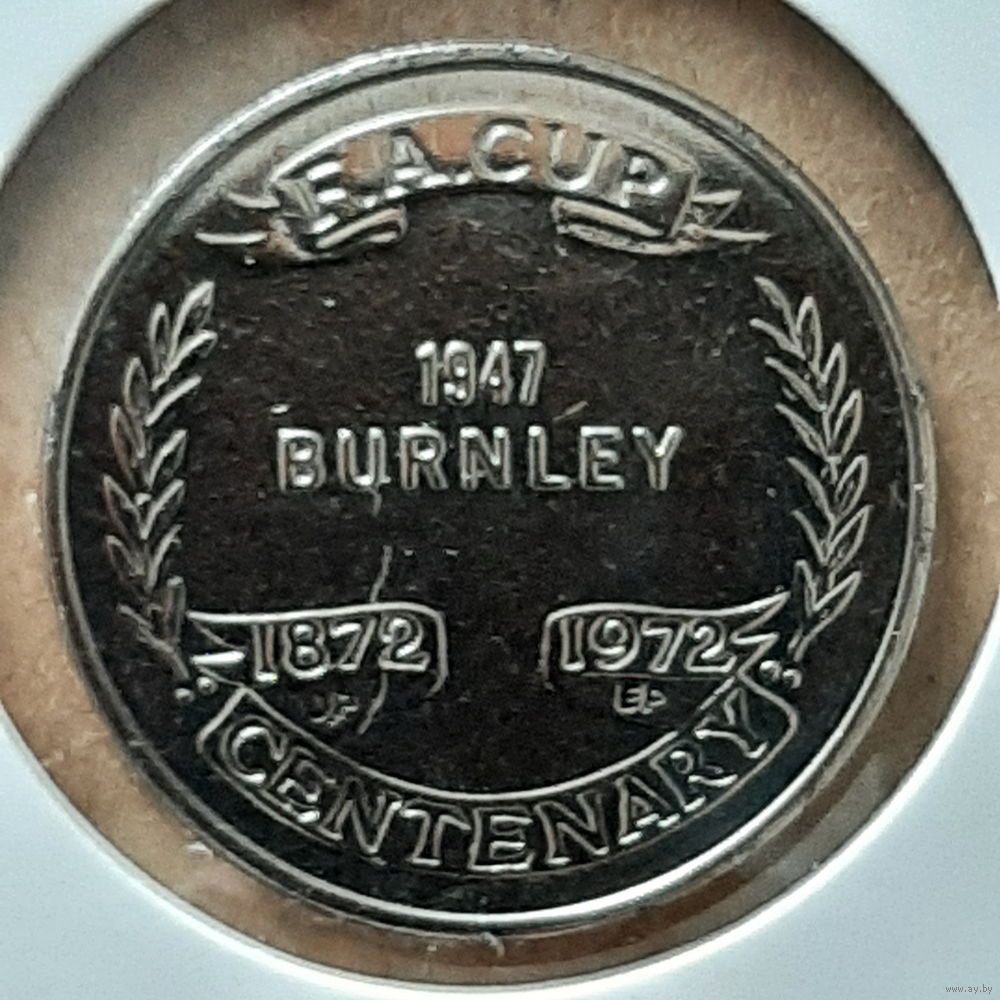 F.A. CUP
1947
BURNLEY
1872 1972
CENTENARY
www.ay.by